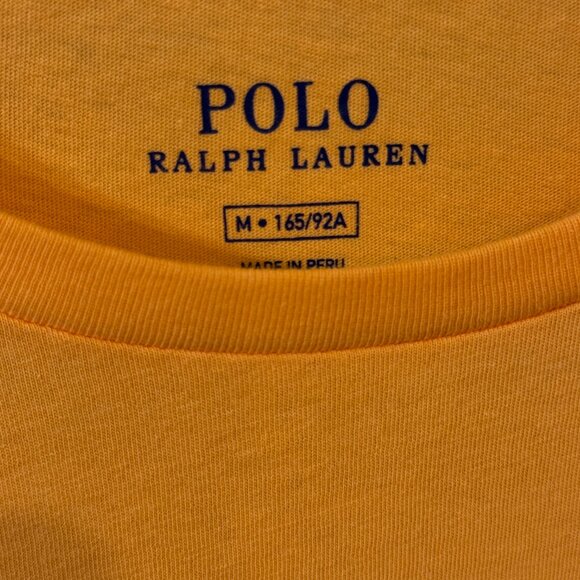 POLO
RALPH LAUREN
M • 165/92A
MADE IN PERU